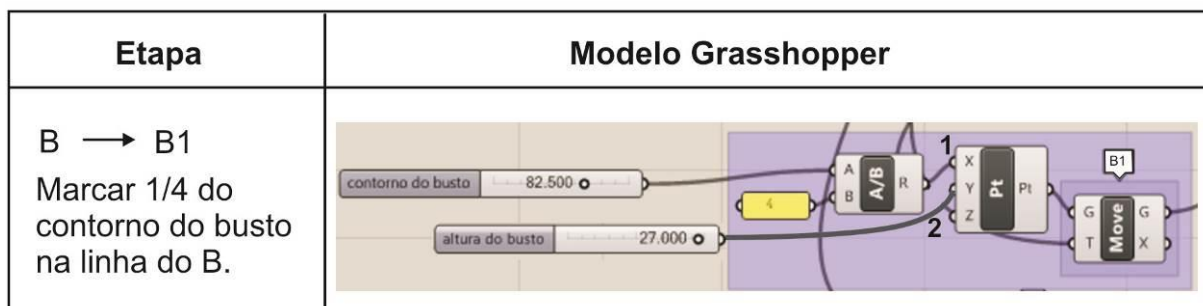 Etapa
Modelo Grasshopper
B → B1
Marcar 1/4 do
contorno do busto
na linha do B.
contorno do busto
82.500
altura do busto
27.000
4
A
B
A/B
R
1
2
X
Y
Z
Pt
Pt
B1
G
T
Move
G
X